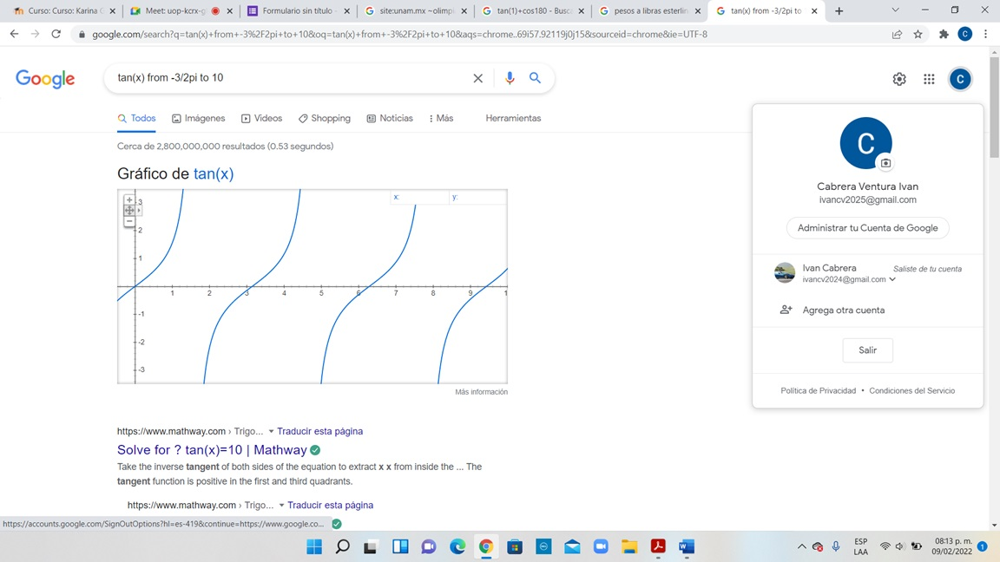 Curso: Curso: Karina G
Meet: uop-kcrx-g
Formulario sin título -
site:unam.mx ~olimpi
tan(1)+cos180 - Busca
pesos a libras esterlin
tan(x) from -3/2pi to
google.com/search?q=tan(x)+from+-3%2F2pi+to+10&oq=tan(x)+from+-3%2F2pi+to+10&aqs=chrome..69i57.92119j0j15&sourceid=chrome&ie=UTF-8
C
Google
tan(x) from -3/2pi to 10
C
Todos
Imágenes
Videos
Shopping
Noticias
Más
Herramientas
Cerca de 2,800,000,000 resultados (0.53 segundos)
Gráfico de tan(x)
x:
y:
3
2
1
-1
-2
-3
1
2
3
4
5
6
7
8
9
1
Más información
https://www.mathway.com › Trigo...
Traducir esta página
Solve for ? tan(x)=10 | Mathway
Take the inverse tangent of both sides of the equation to extract x x from inside the ... The
tangent function is positive in the first and third quadrants.
https://www.mathway.com › Trigo...
Traducir esta página
C
Cabrera Ventura Ivan
ivancv2025@gmail.com
Administrar tu Cuenta de Google
Ivan Cabrera
Saliste de tu cuenta
ivancv2024@gmail.com
Agrega otra cuenta
Salir
Política de Privacidad • Condiciones del Servicio
https://accounts.google.com/SignOutOptions?hl=es-419&continue=https://www.google.co...
ESP
LAA
08:13 p. m.
09/02/2022
1